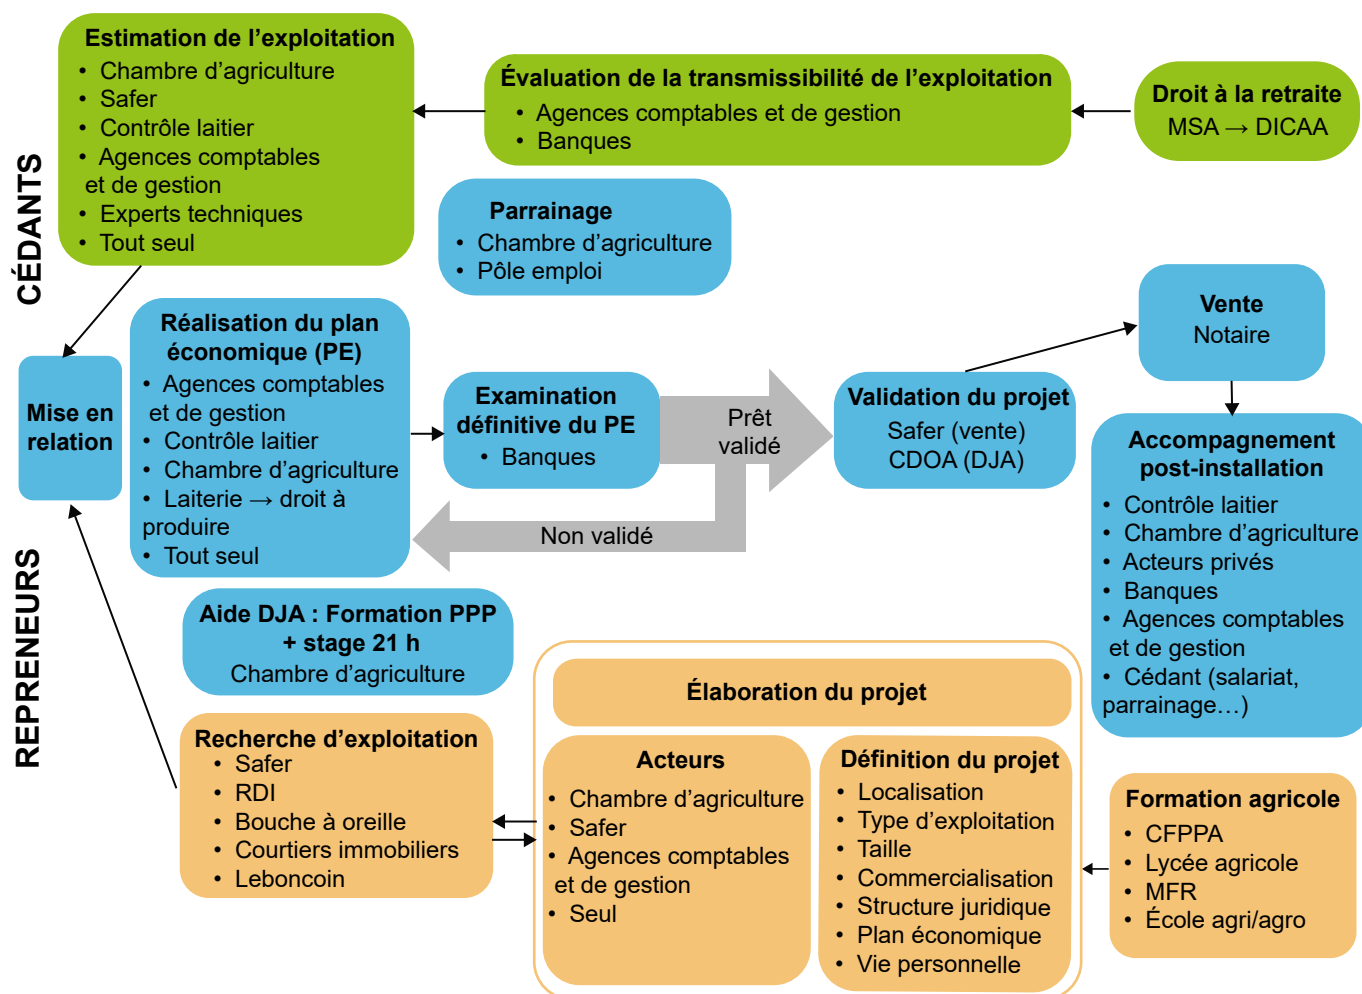 CÉDANTS
REPRENEURS
Estimation de l’exploitation
• Chambre d’agriculture
• Safer
• Contrôle laitier
• Agences comptables
et de gestion
• Experts techniques
• Tout seul
Évaluation de la transmissibilité de l’exploitation
• Agences comptables et de gestion
• Banques
Droit à la retraite
MSA → DICAA
Parrainage
• Chambre d’agriculture
• Pôle emploi
Mise en
relation
Réalisation du plan
économique (PE)
• Agences comptables
et de gestion
• Contrôle laitier
• Chambre d’agriculture
• Laiterie → droit à
produire
• Tout seul
Examination
définitive du PE
• Banques
Prêt
validé
Non validé
Validation du projet
Safer (vente)
CDOA (DJA)
Vente
Notaire
Accompagnement
post-installation
• Contrôle laitier
• Chambre d’agriculture
• Acteurs privés
• Banques
• Agences comptables
et de gestion
• Cédant (salariat,
parrainage…)
Aide DJA : Formation PPP
+ stage 21 h
Chambre d’agriculture
Recherche d’exploitation
• Safer
• RDI
• Bouche à oreille
• Courtiers immobiliers
• Leboncoin
Élaboration du projet
Acteurs
• Chambre d’agriculture
• Safer
• Agences comptables
et de gestion
• Seul
Définition du projet
• Localisation
• Type d’exploitation
• Taille
• Commercialisation
• Structure juridique
• Plan économique
• Vie personnelle
Formation agricole
• CFPPA
• Lycée agricole
• MFR
• École agri/agro